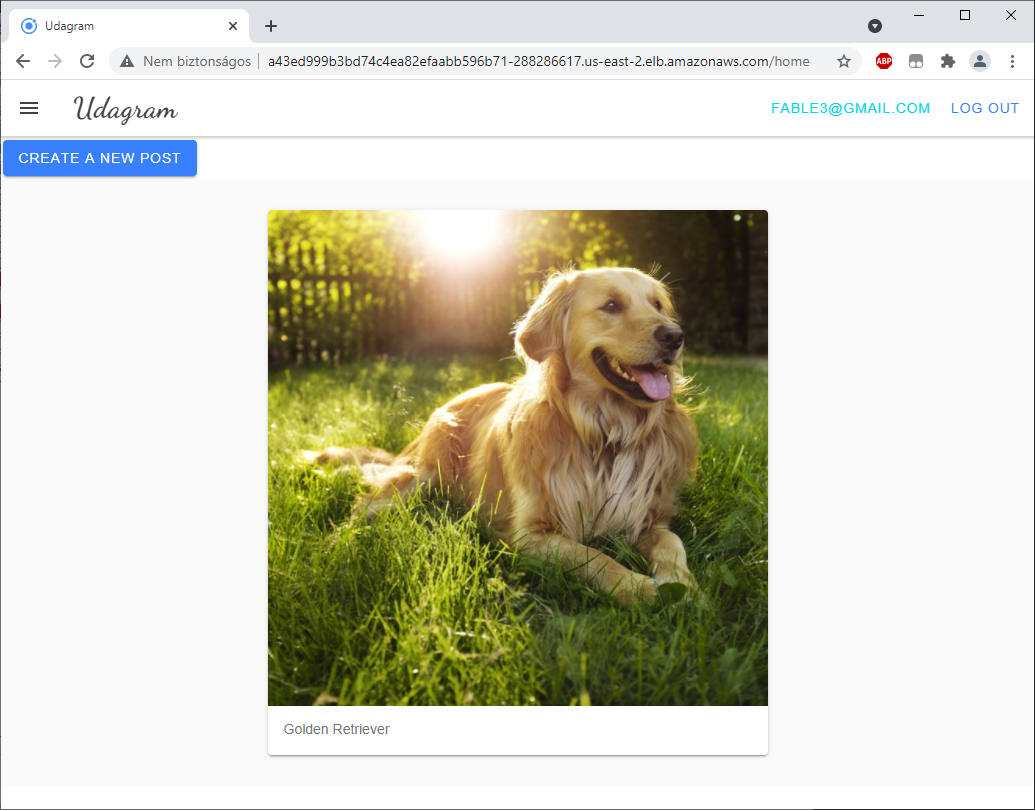 Udagram
Nem biztonságos a43ed999b3bd74c4ea82efaabb596b71-288286617.us-east-2.elb.amazonaws.com/home
ABP
Udagram FABLE3@GMAIL.COM LOG OUT
CREATE A NEW POST
Golden Retriever